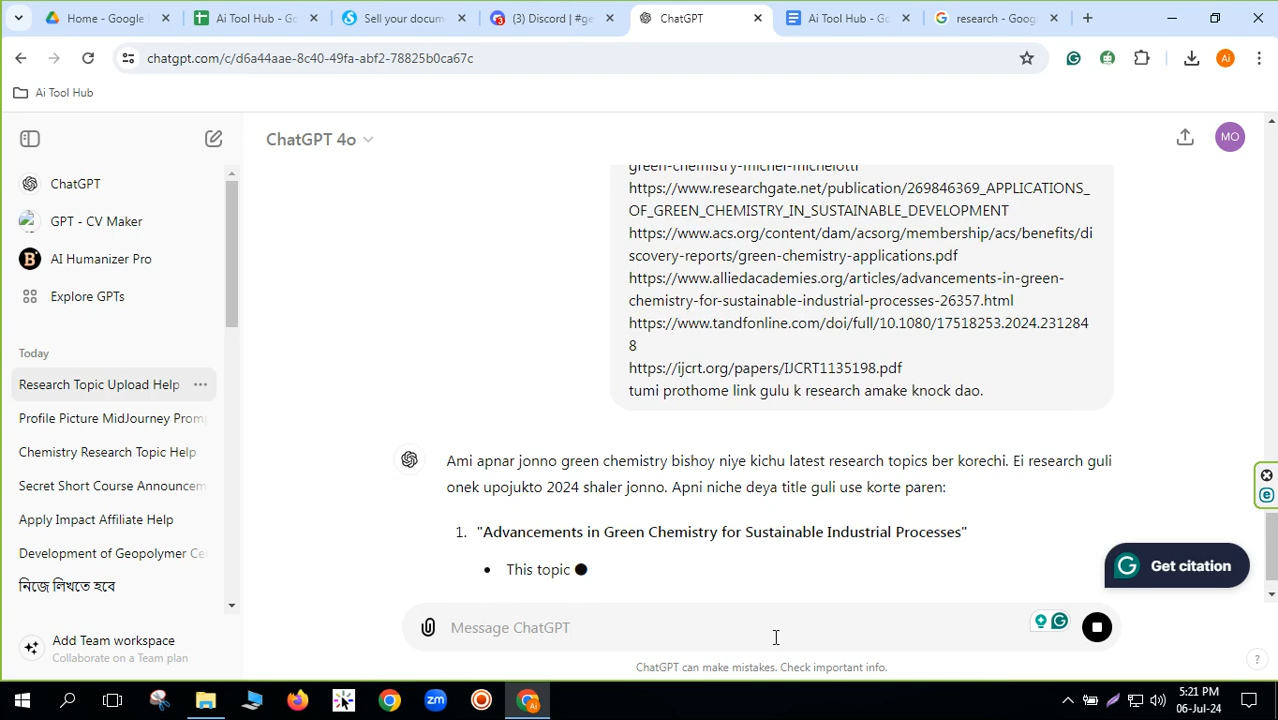 Home - Google
Ai Tool Hub - Go
Sell your docum
(3) Discord | #ge
ChatGPT
Ai Tool Hub - Go
research - Goog
chatgpt.com/c/d6a44aae-8c40-49fa-abf2-78825b0ca67c
Ai
Ai Tool Hub
ChatGPT 4o
MO
ChatGPT
GPT - CV Maker
AI Humanizer Pro
Explore GPTs
Today
Research Topic Upload Help
Profile Picture MidJourney Prom
Chemistry Research Topic Help
Secret Short Course Announcem
Apply Impact Affiliate Help
Development of Geopolymer Ce
নিজে লিখতে হবে
Add Team workspace
Collaborate on a Team plan
green-chemistry-michel-michelotti
https://www.researchgate.net/publication/269846369_APPLICATIONS_
OF_GREEN_CHEMISTRY_IN_SUSTAINABLE_DEVELOPMENT
https://www.acs.org/content/dam/acsorg/membership/acs/benefits/di
scovery-reports/green-chemistry-applications.pdf
https://www.alliedacademies.org/articles/advancements-in-green-
chemistry-for-sustainable-industrial-processes-26357.html
https://www.tandfonline.com/doi/full/10.1080/17518253.2024.231284
8
https://ijcrt.org/papers/IJCRT1135198.pdf
tumi prothome link gulu k research amake knock dao.
Ami apnar jonno green chemistry bishoy niye kichu latest research topics ber korechi. Ei research guli
onek upojukto 2024 shaler jonno. Apni niche deya title guli use korte paren:
1. "Advancements in Green Chemistry for Sustainable Industrial Processes"
• This topic
Get citation
Message ChatGPT
ChatGPT can make mistakes. Check important info.
?
zm
Ai
5:21 PM
06-Jul-24